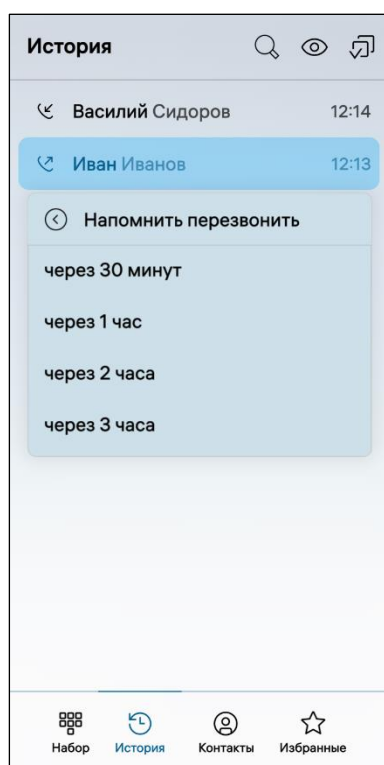 История
Василий Сидоров 12:14
Иван Иванов 12:13
Напомнить перезвонить
через 30 минут
через 1 час
через 2 часа
через 3 часа
Набор История Контакты Избранные